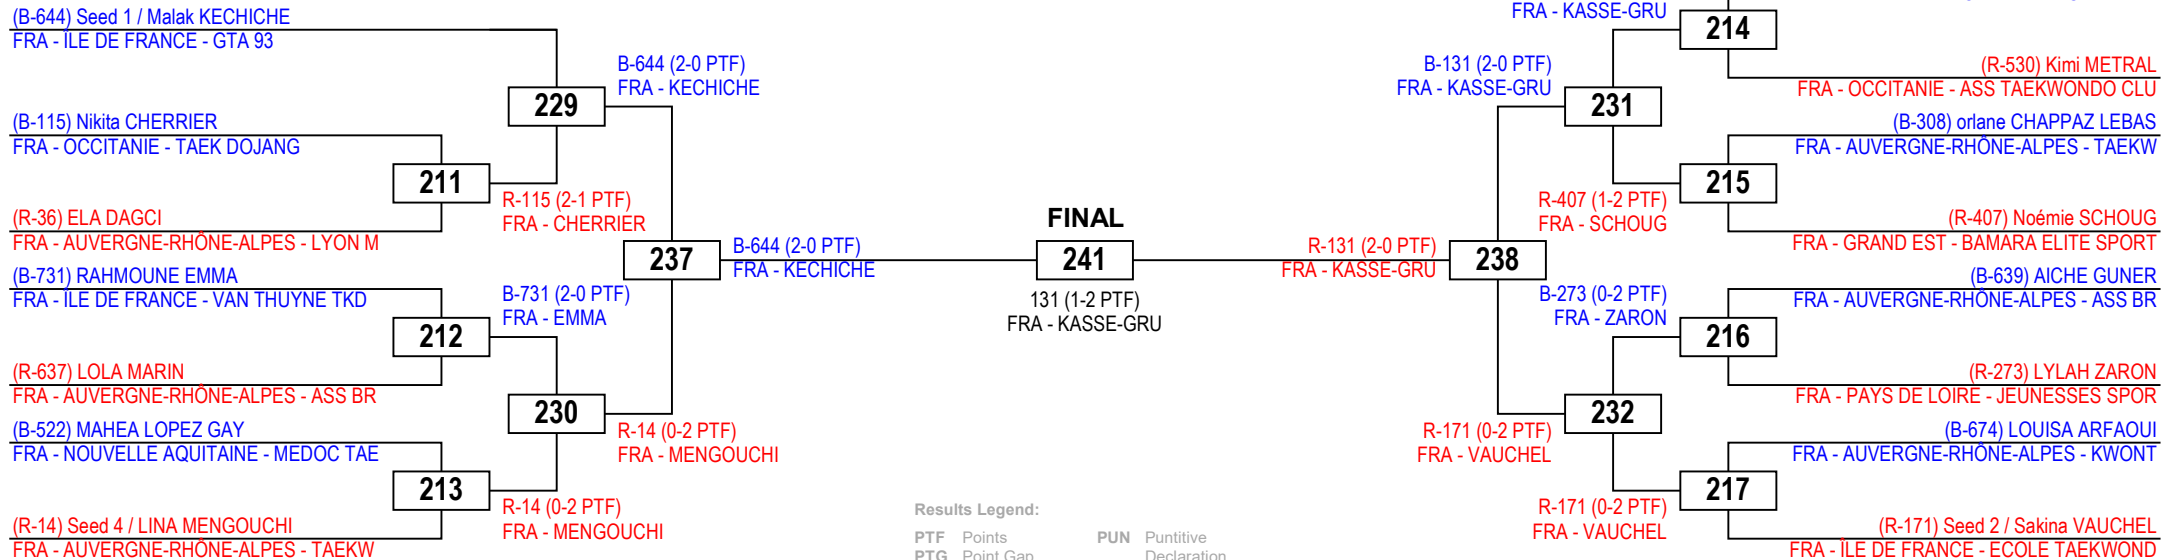 (B-644) Seed 1 / Malak KECHICHE
FRA - ÎLE DE FRANCE - GTA 93
229
B-644 (2-0 PTF)
FRA - KECHICHE
(B-115) Nikita CHERRIER
FRA - OCCITANIE - TAEK DOJANG
211
R-115 (2-1 PTF)
FRA - CHERRIER
(R-36) ELA DAGCI
FRA - AUVERGNE-RHÔNE-ALPES - LYON M
237
B-644 (2-0 PTF)
FRA - KECHICHE
(B-731) RAHMOUNE EMMA
FRA - ÎLE DE FRANCE - VAN THUYNE TKD
212
B-731 (2-0 PTF)
FRA - EMMA
(R-637) LOLA MARIN
FRA - AUVERGNE-RHÔNE-ALPES - ASS BR
230
R-14 (0-2 PTF)
FRA - MENGOUCHI
(B-522) MAHEA LOPEZ GAY
FRA - NOUVELLE AQUITAINE - MEDOC TAE
213
R-14 (0-2 PTF)
FRA - MENGOUCHI
(R-14) Seed 4 / LINA MENGOUCHI
FRA - AUVERGNE-RHÔNE-ALPES - TAEKW
FINAL
241
131 (1-2 PTF)
FRA - KASSE-GRU
Results Legend:
PTF Points
PUN Puntitive
PTG Point Gap
Declaration
FRA - KASSE-GRU
214
(R-530) Kimi METRAL
FRA - OCCITANIE - ASS TAEKWONDO CLU
B-131 (2-0 PTF)
FRA - KASSE-GRU
231
(B-308) orlane CHAPPAZ LEBAS
FRA - AUVERGNE-RHÔNE-ALPES - TAEKW
215
R-407 (1-2 PTF)
FRA - SCHOUG
(R-407) Noémie SCHOUG
FRA - GRAND EST - BAMARA ELITE SPORT
R-131 (2-0 PTF)
FRA - KASSE-GRU
238
(B-639) AICHE GUNER
FRA - AUVERGNE-RHÔNE-ALPES - ASS BR
B-273 (0-2 PTF)
FRA - ZARON
216
(R-273) LYLAH ZARON
FRA - PAYS DE LOIRE - JEUNESSES SPOR
232
R-171 (0-2 PTF)
FRA - VAUCHEL
(B-674) LOUISA ARFAOUI
FRA - AUVERGNE-RHÔNE-ALPES - KWONT
217
R-171 (0-2 PTF)
FRA - VAUCHEL
(R-171) Seed 2 / Sakina VAUCHEL
FRA - ÎLE DE FRANCE - ECOLE TAEKWOND